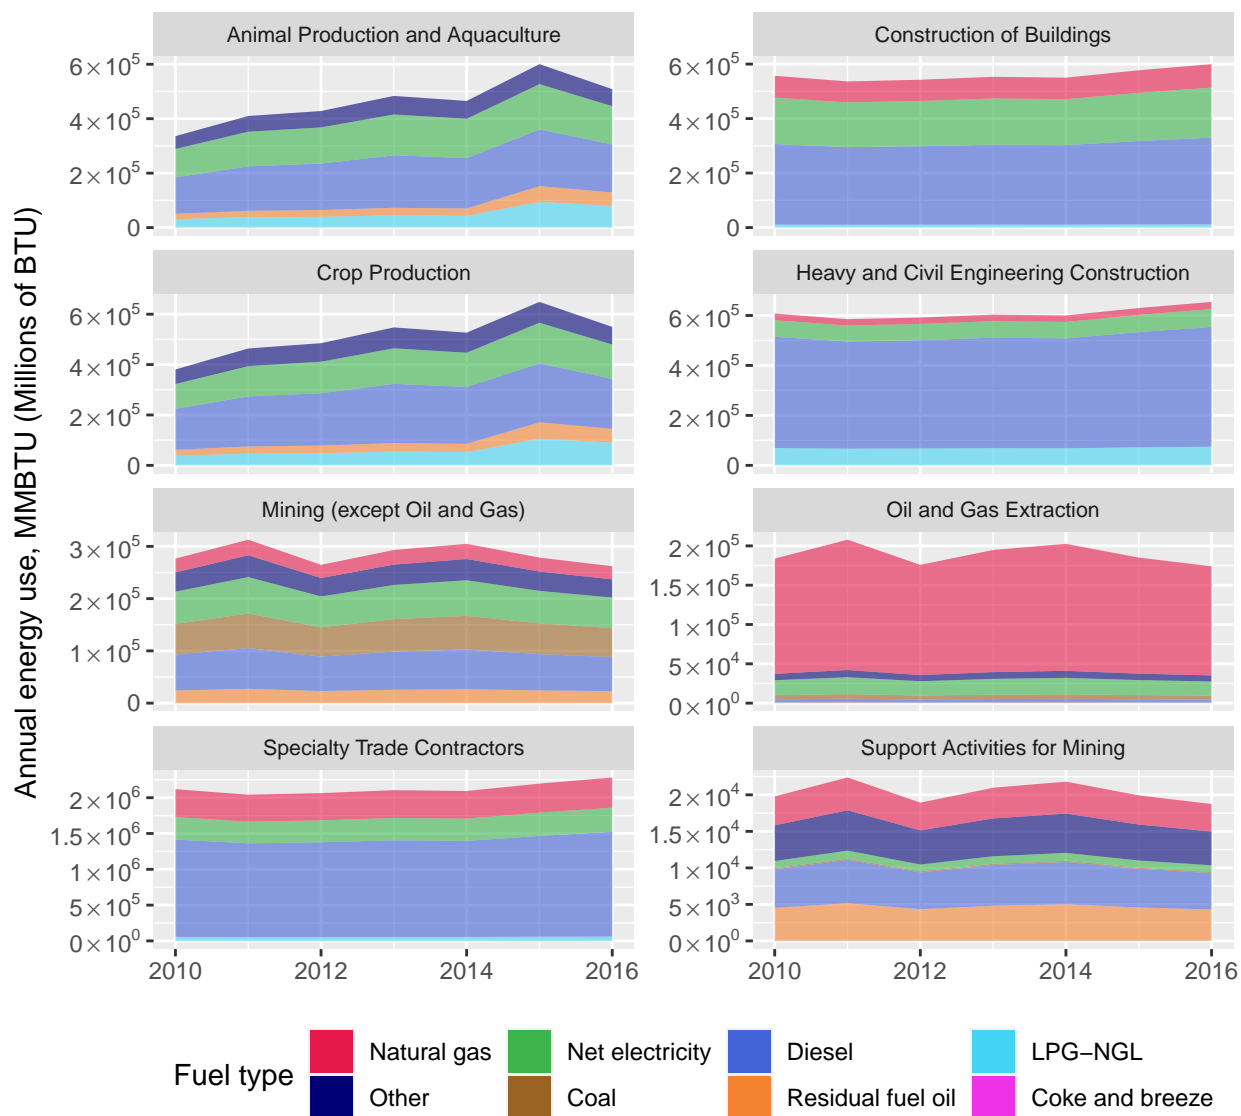 Annual energy use, MMBTU (Millions of BTU)
Animal Production and Aquaculture
6×10⁵
4×10⁵
2×10⁵
0
Construction of Buildings
6×10⁵
4×10⁵
2×10⁵
0
Crop Production
6×10⁵
4×10⁵
2×10⁵
0
Heavy and Civil Engineering Construction
6×10⁵
4×10⁵
2×10⁵
0
Mining (except Oil and Gas)
3×10⁵
2×10⁵
1×10⁵
0
Oil and Gas Extraction
2×10⁵
1.5×10⁵
1×10⁵
5×10⁴
0×10⁰
Specialty Trade Contractors
2×10⁶
1.5×10⁶
1×10⁶
5×10⁵
0×10⁰
2010 2012 2014 2016
Support Activities for Mining
2×10⁴
1.5×10⁴
1×10⁴
5×10³
0×10⁰
2010 2012 2014 2016
Fuel type
Natural gas Net electricity Diesel LPG−NGL
Other Coal Residual fuel oil Coke and breeze